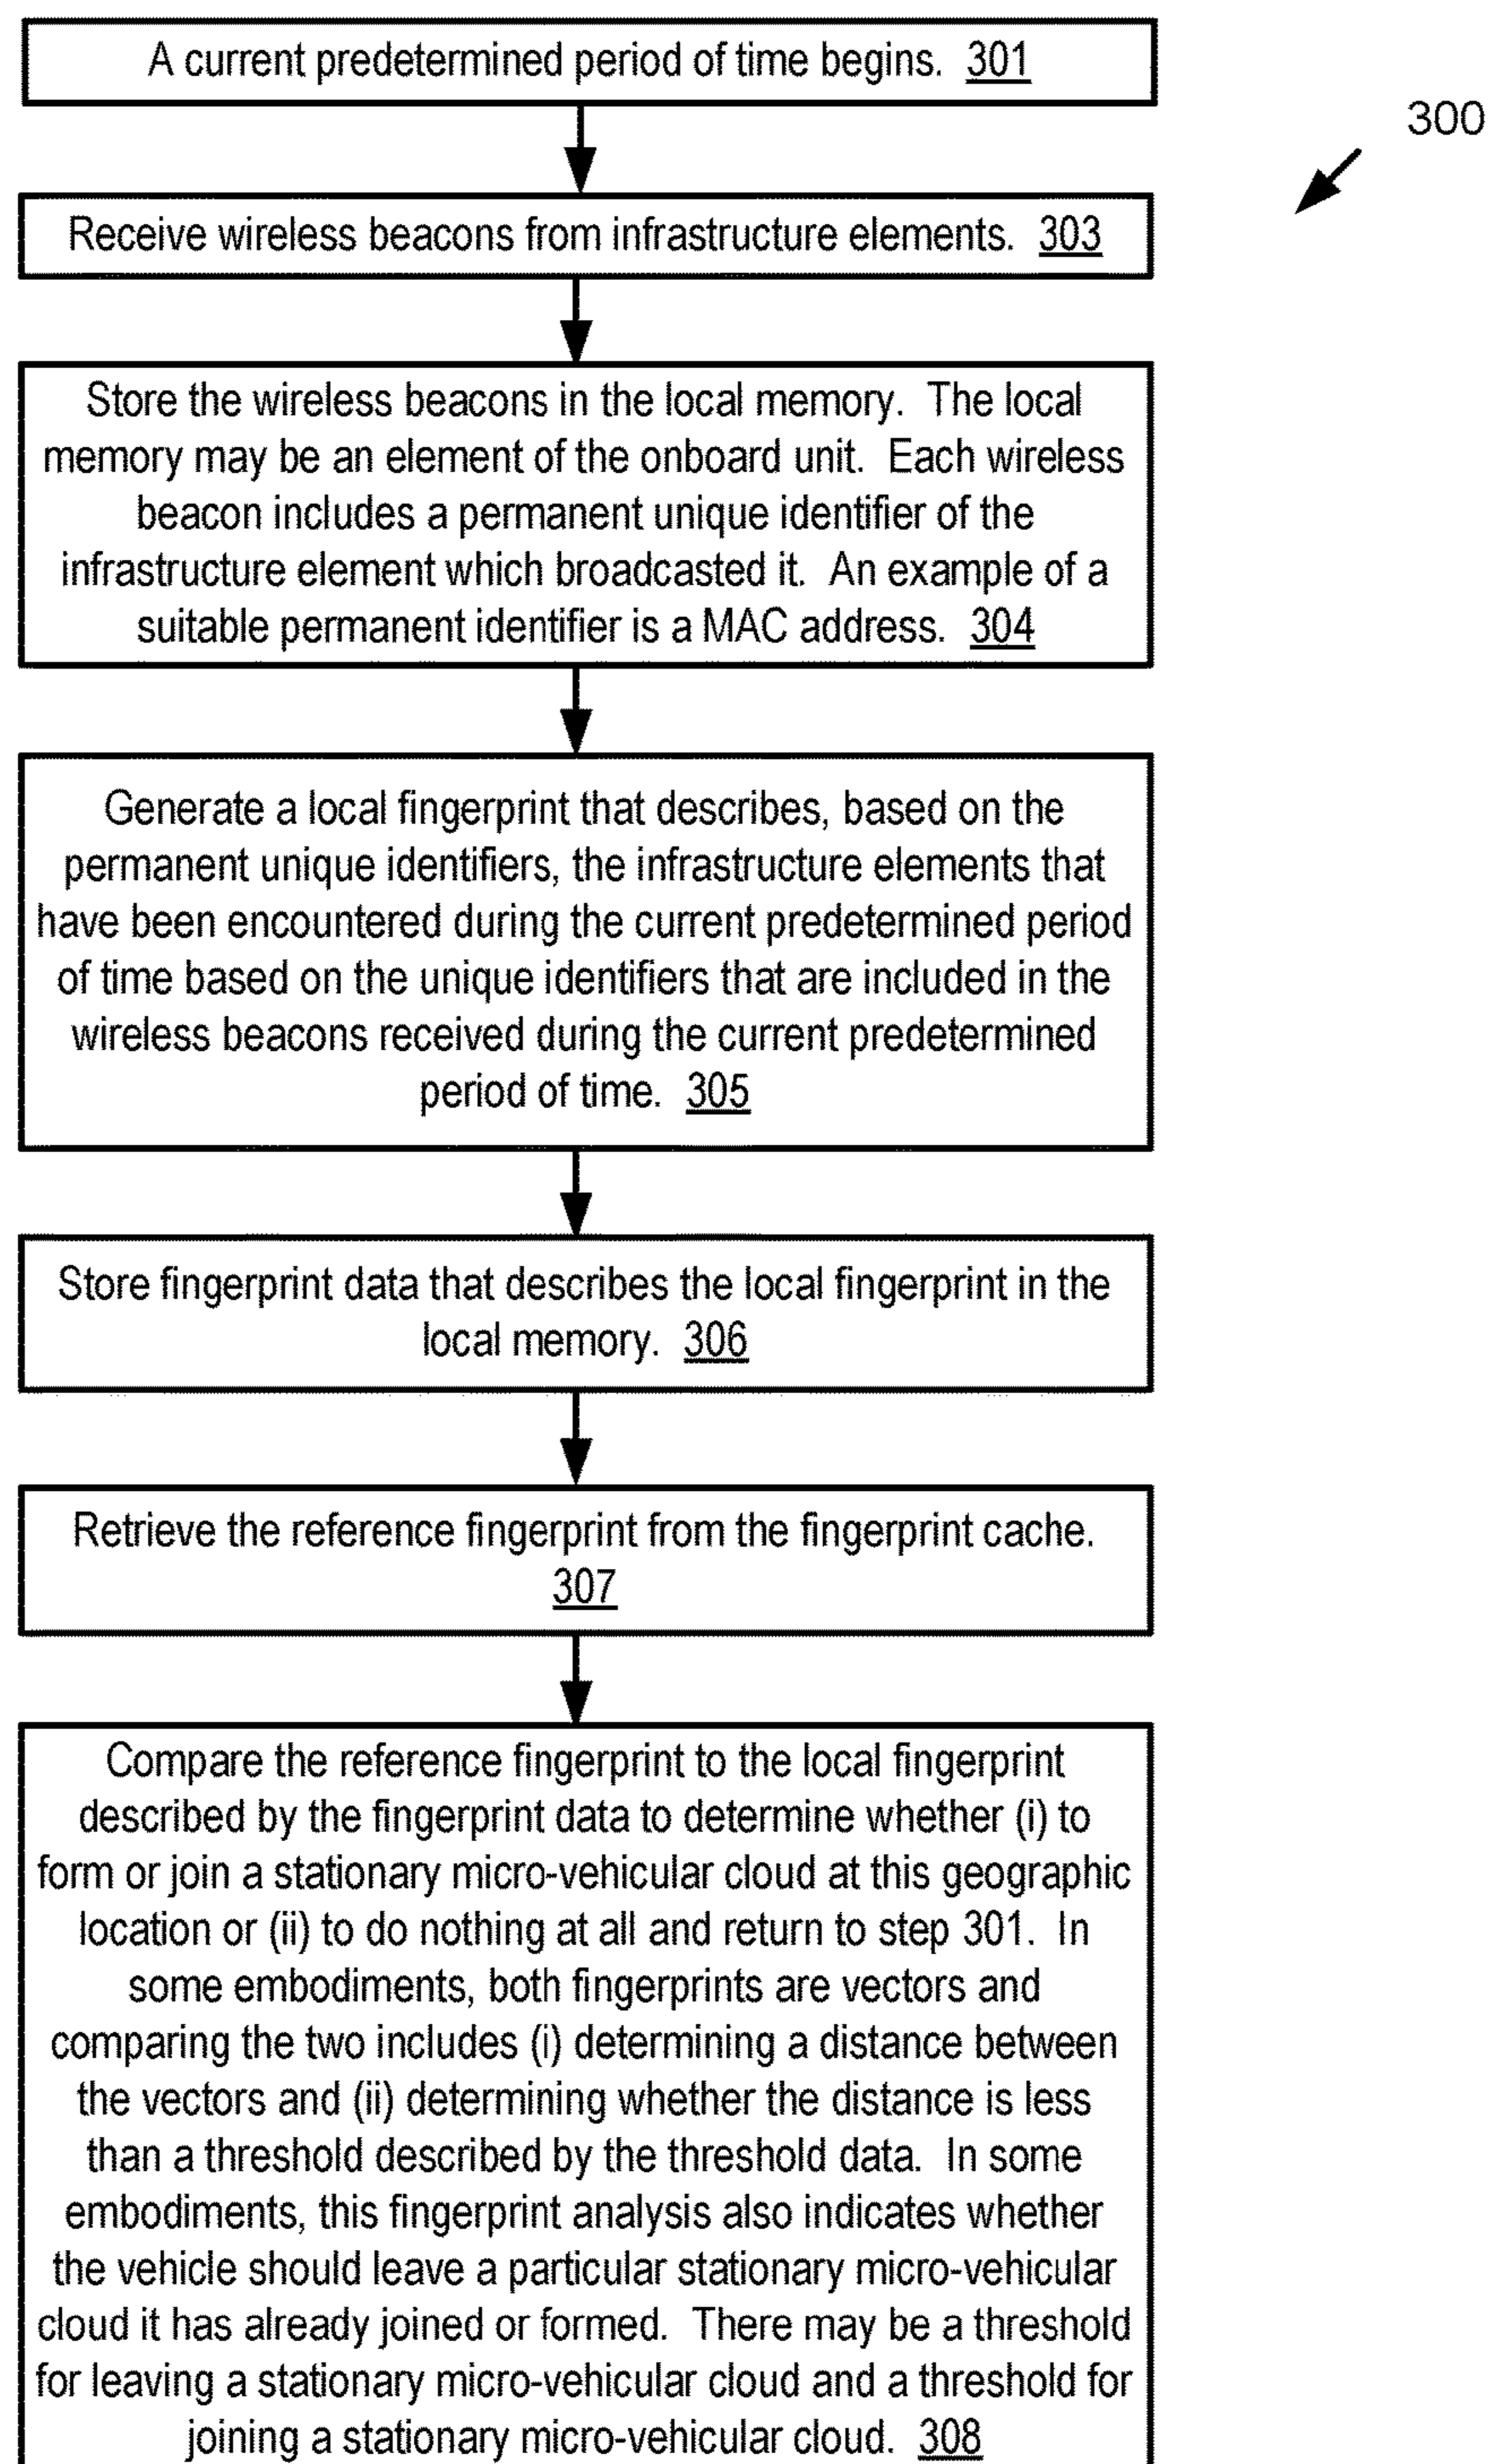 A current predetermined period of time begins. 301
300
Receive wireless beacons from infrastructure elements. 303
Store the wireless beacons in the local memory. The local
memory may be an element of the onboard unit. Each wireless
beacon includes a permanent unique identifier of the
infrastructure element which broadcasted it. An example of a
suitable permanent identifier is a MAC address. 304
Generate a local fingerprint that describes, based on the
permanent unique identifiers, the infrastructure elements that
have been encountered during the current predetermined period
of time based on the unique identifiers that are included in the
wireless beacons received during the current predetermined
period of time. 305
Store fingerprint data that describes the local fingerprint in the
local memory. 306
Retrieve the reference fingerprint from the fingerprint cache.
307
Compare the reference fingerprint to the local fingerprint
described by the fingerprint data to determine whether (i) to
form or join a stationary micro-vehicular cloud at this geographic
location or (ii) to do nothing at all and return to step 301. In
some embodiments, both fingerprints are vectors and
comparing the two includes (i) determining a distance between
the vectors and (ii) determining whether the distance is less
than a threshold described by the threshold data. In some
embodiments, this fingerprint analysis also indicates whether
the vehicle should leave a particular stationary micro-vehicular
cloud it has already joined or formed. There may be a threshold
for leaving a stationary micro-vehicular cloud and a threshold for
joining a stationary micro-vehicular cloud. 308